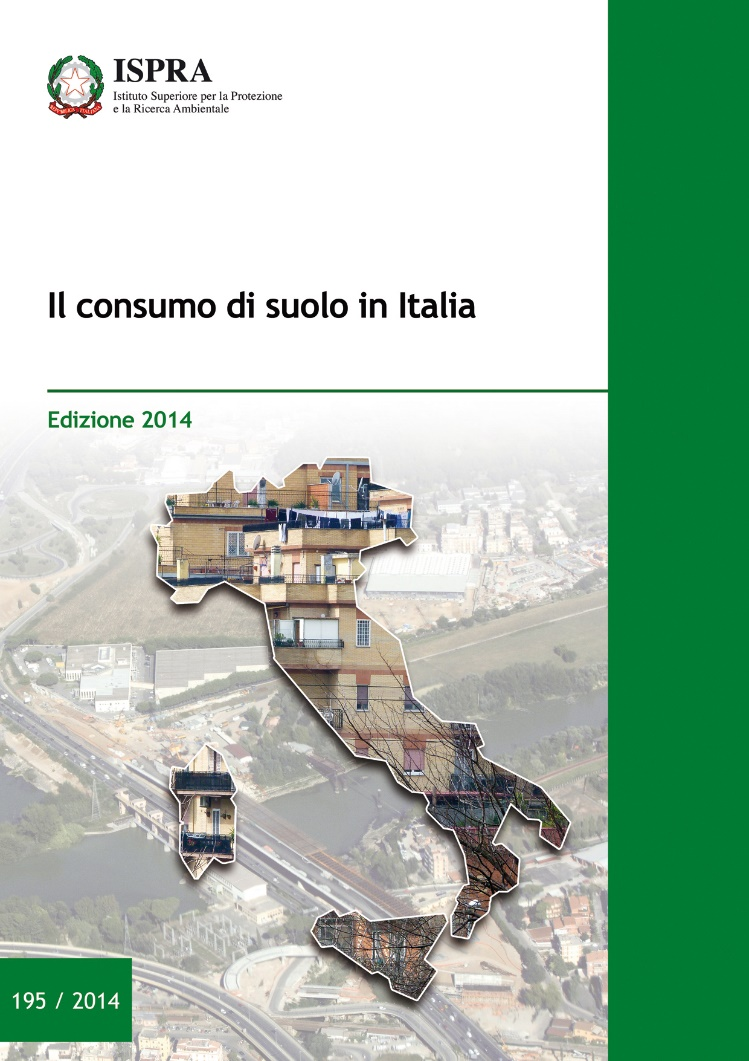 ISPRA
Istituto Superiore per la Protezione
e la Ricerca Ambientale
Il consumo di suolo in Italia
Edizione 2014
195 / 2014